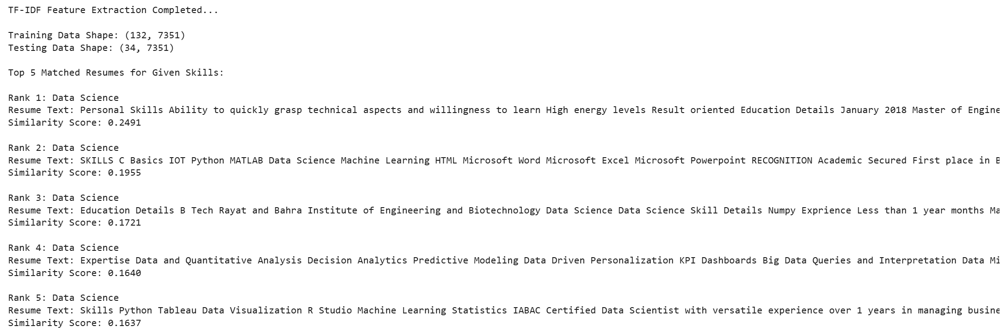 TF-IDF Feature Extraction Completed...
Training Data Shape: (132, 7351)
Testing Data Shape: (34, 7351)
Top 5 Matched Resumes for Given Skills:
Rank 1: Data Science
Resume Text: Personal Skills Ability to quickly grasp technical aspects and willingness to learn High energy levels Result oriented Education Details January 2018 Master of Engine
Similarity Score: 0.2491
Rank 2: Data Science
Resume Text: SKILLS C Basics IOT Python MATLAB Data Science Machine Learning HTML Microsoft Word Microsoft Excel Microsoft Powerpoint RECOGNITION Academic Secured First place in B
Similarity Score: 0.1955
Rank 3: Data Science
Resume Text: Education Details B Tech Rayat and Bahra Institute of Engineering and Biotechnology Data Science Data Science Skill Details Numpy Exprience Less than 1 year months Ma
Similarity Score: 0.1721
Rank 4: Data Science
Resume Text: Expertise Data and Quantitative Analysis Decision Analytics Predictive Modeling Data Driven Personalization KPI Dashboards Big Data Queries and Interpretation Data Mi
Similarity Score: 0.1640
Rank 5: Data Science
Resume Text: Skills Python Tableau Data Visualization R Studio Machine Learning Statistics IABAC Certified Data Scientist with versatile experience over 1 years in managing busine
Similarity Score: 0.1637